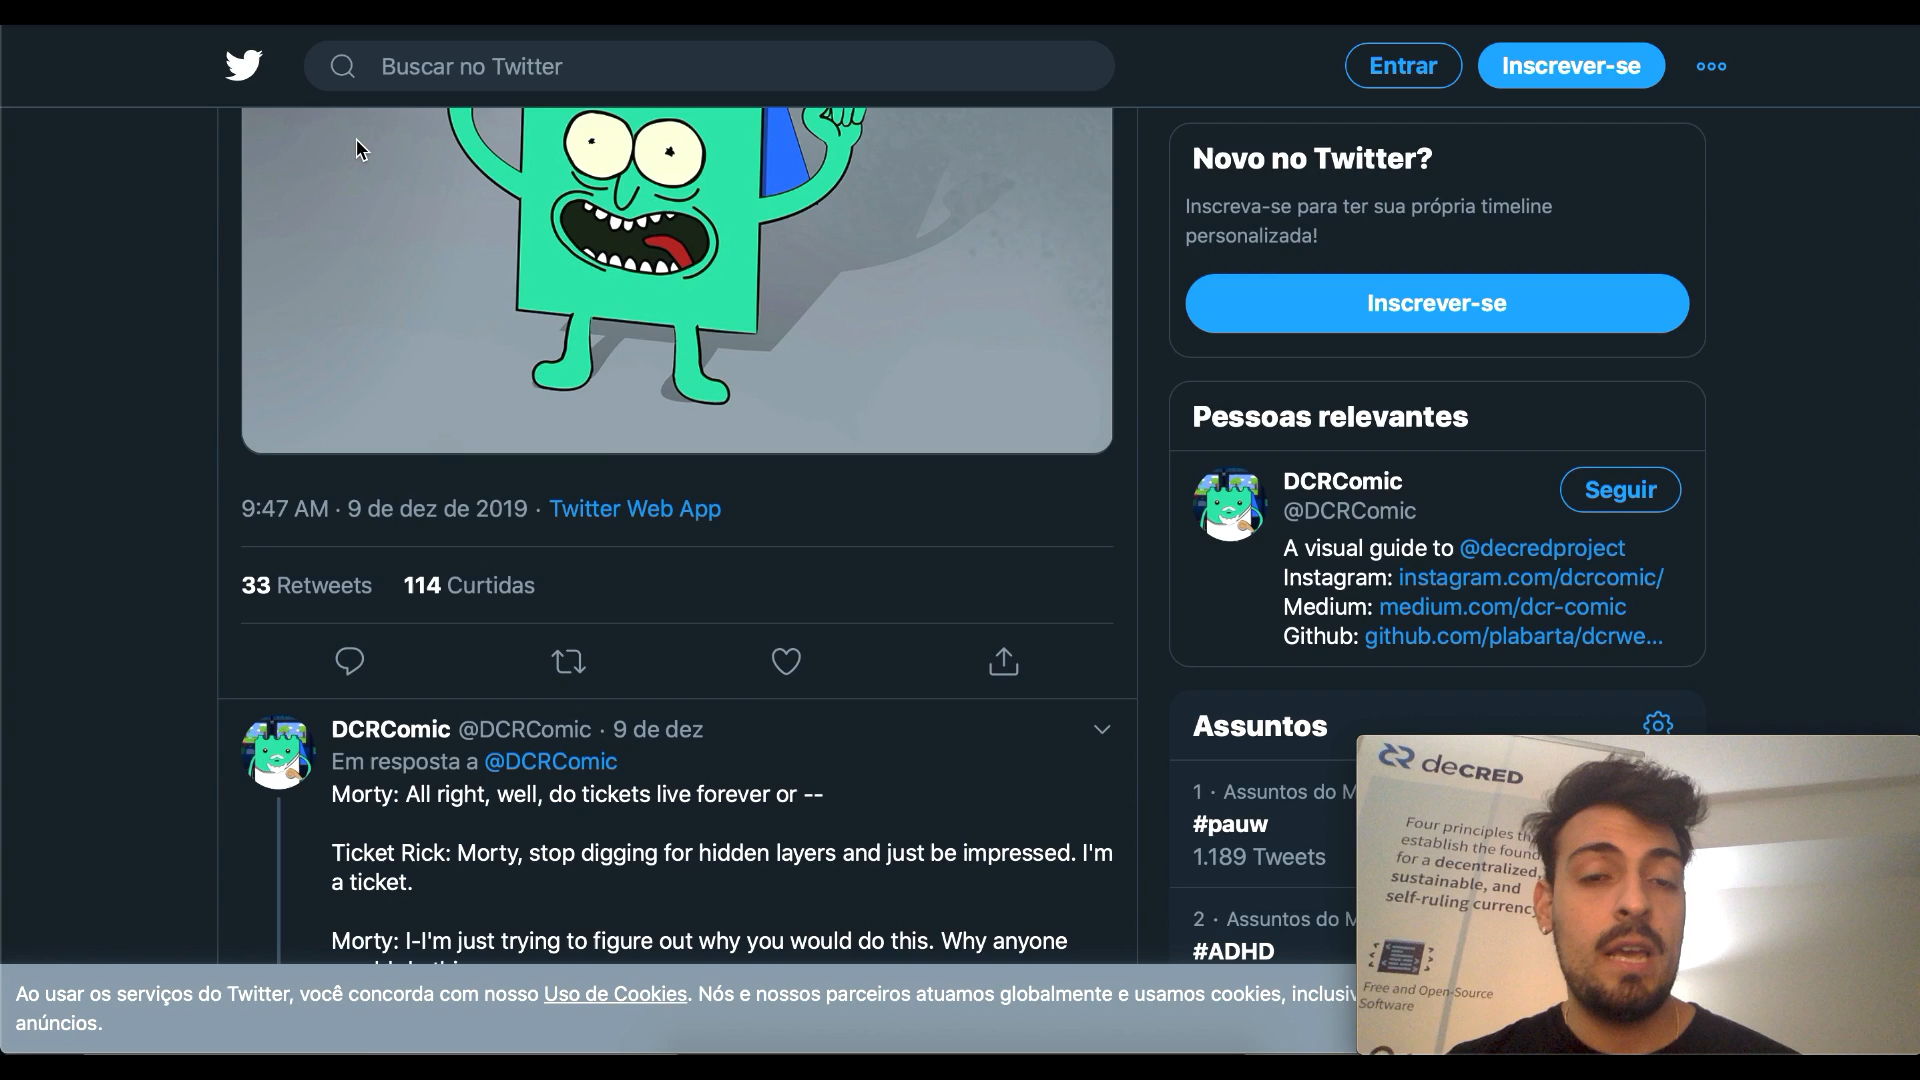 Buscar no Twitter
Entrar
Inscrever-se
9:47 AM · 9 de dez de 2019 · Twitter Web App
33 Retweets 114 Curtidas
DCRComic @DCRComic · 9 de dez
Em resposta a @DCRComic
Morty: All right, well, do tickets live forever or --
Ticket Rick: Morty, stop digging for hidden layers and just be impressed. I'm
a ticket.
Morty: I-I'm just trying to figure out why you would do this. Why anyone
Novo no Twitter?
Inscreva-se para ter sua própria timeline
personalizada!
Inscrever-se
Pessoas relevantes
DCRComic
@DCRComic
Seguir
A visual guide to @decredproject
Instagram: instagram.com/dcrcomic/
Medium: medium.com/dcr-comic
Github: github.com/plabarta/dcrwe...
Assuntos
1 · Assuntos do M
#pauw
1.189 Tweets
2 · Assuntos do M
#ADHD
Ao usar os serviços do Twitter, você concorda com nosso Uso de Cookies. Nós e nossos parceiros atuamos globalmente e usamos cookies, inclusiv
anúncios.
decRED
Four principles th
establish the found
for a decentralized,
sustainable, and
self-ruling currenc
Free and Open-Source
Software